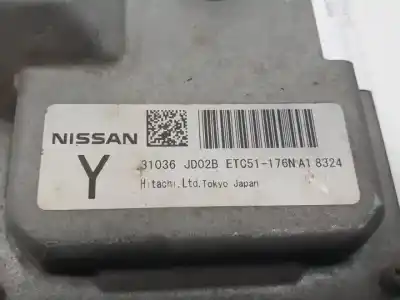 NISSAN
Y
31036 JD02B ETC51-176N A1 8324
Hitachi,Ltd.Tokyo Japan